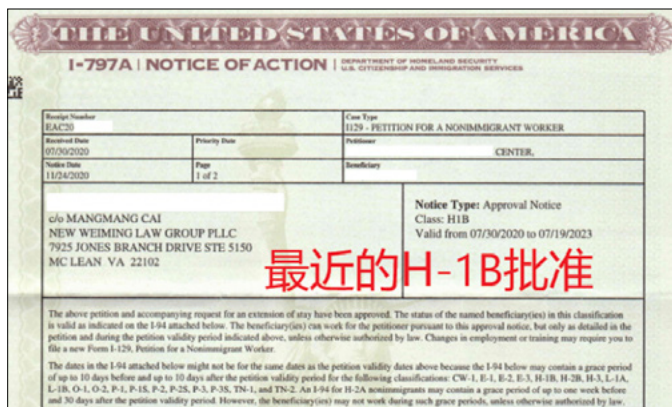 THE UNITED STATES OF AMERICA
I-797A | NOTICE OF ACTION | DEPARTMENT OF HOMELAND SECURITY
U.S. CITIZENSHIP AND IMMIGRATION SERVICES
Receipt Number
EAC20
Case Type
I129 - PETITION FOR A NONIMMIGRANT WORKER
Received Date
07/30/2020
Priority Date
Petitioner
CENTER,
Notice Date
11/24/2020
Page
1 of 2
Beneficiary
c/o MANGMANG CAI
NEW WEIMING LAW GROUP PLLC
7925 JONES BRANCH DRIVE STE 5150
MC LEAN VA 22102
Notice Type: Approval Notice
Class: H1B
Valid from 07/30/2020 to 07/19/2023
最近的H-1B批准
The above petition and accompanying request for an extension of stay have been approved. The status of the named beneficiary(ies) in this classification
is valid as indicated on the I-94 attached below. The beneficiary(ies) can work for the petitioner pursuant to this approval notice, but only as detailed in the
petition and during the petition validity period indicated above, unless otherwise authorized by law. Changes in employment or training may require you to
file a new Form I-129, Petition for a Nonimmigrant Worker.
The dates in the I-94 attached below might not be for the same dates as the petition validity dates above because the I-94 below may contain a grace period
of up to 10 days before and up to 10 days after the petition validity period for the following classifications: CW-1, E-1, E-2, E-3, H-1B, H-2B, H-3, L-1A,
L-1B, O-1, O-2, P-1, P-1S, P-2, P-2S, P-3, P-3S, TN-1, and TN-2. An I-94 for H-2A nonimmigrants may contain a grace period of up to one week before
and 30 days after the petition validity period. However, the beneficiary(ies) may not work during such grace periods, unless otherwise authorized by law.